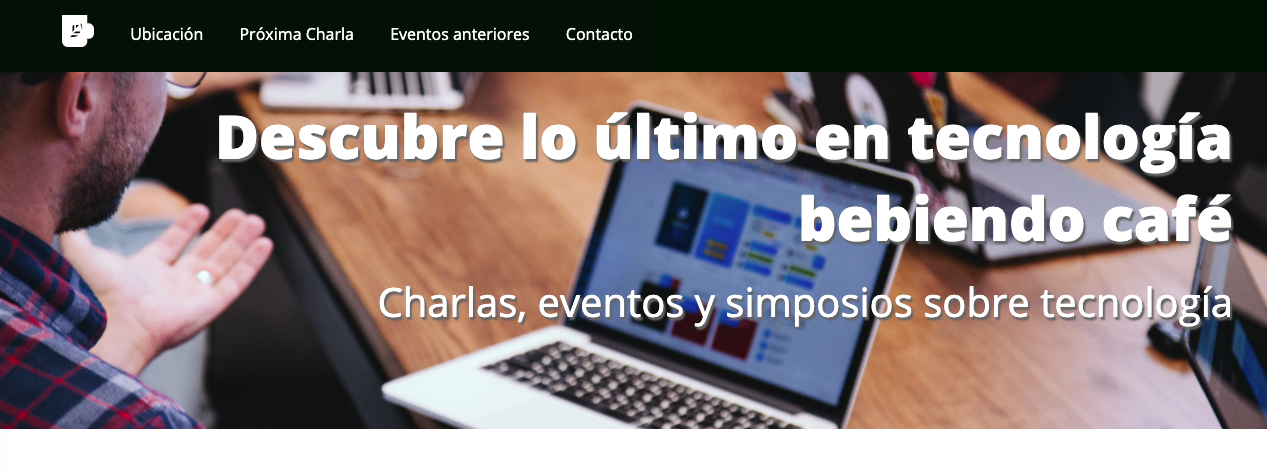 Ubicación Próxima Charla Eventos anteriores Contacto
Descubre lo último en tecnología
bebiendo café
Charlas, eventos y simposios sobre tecnología